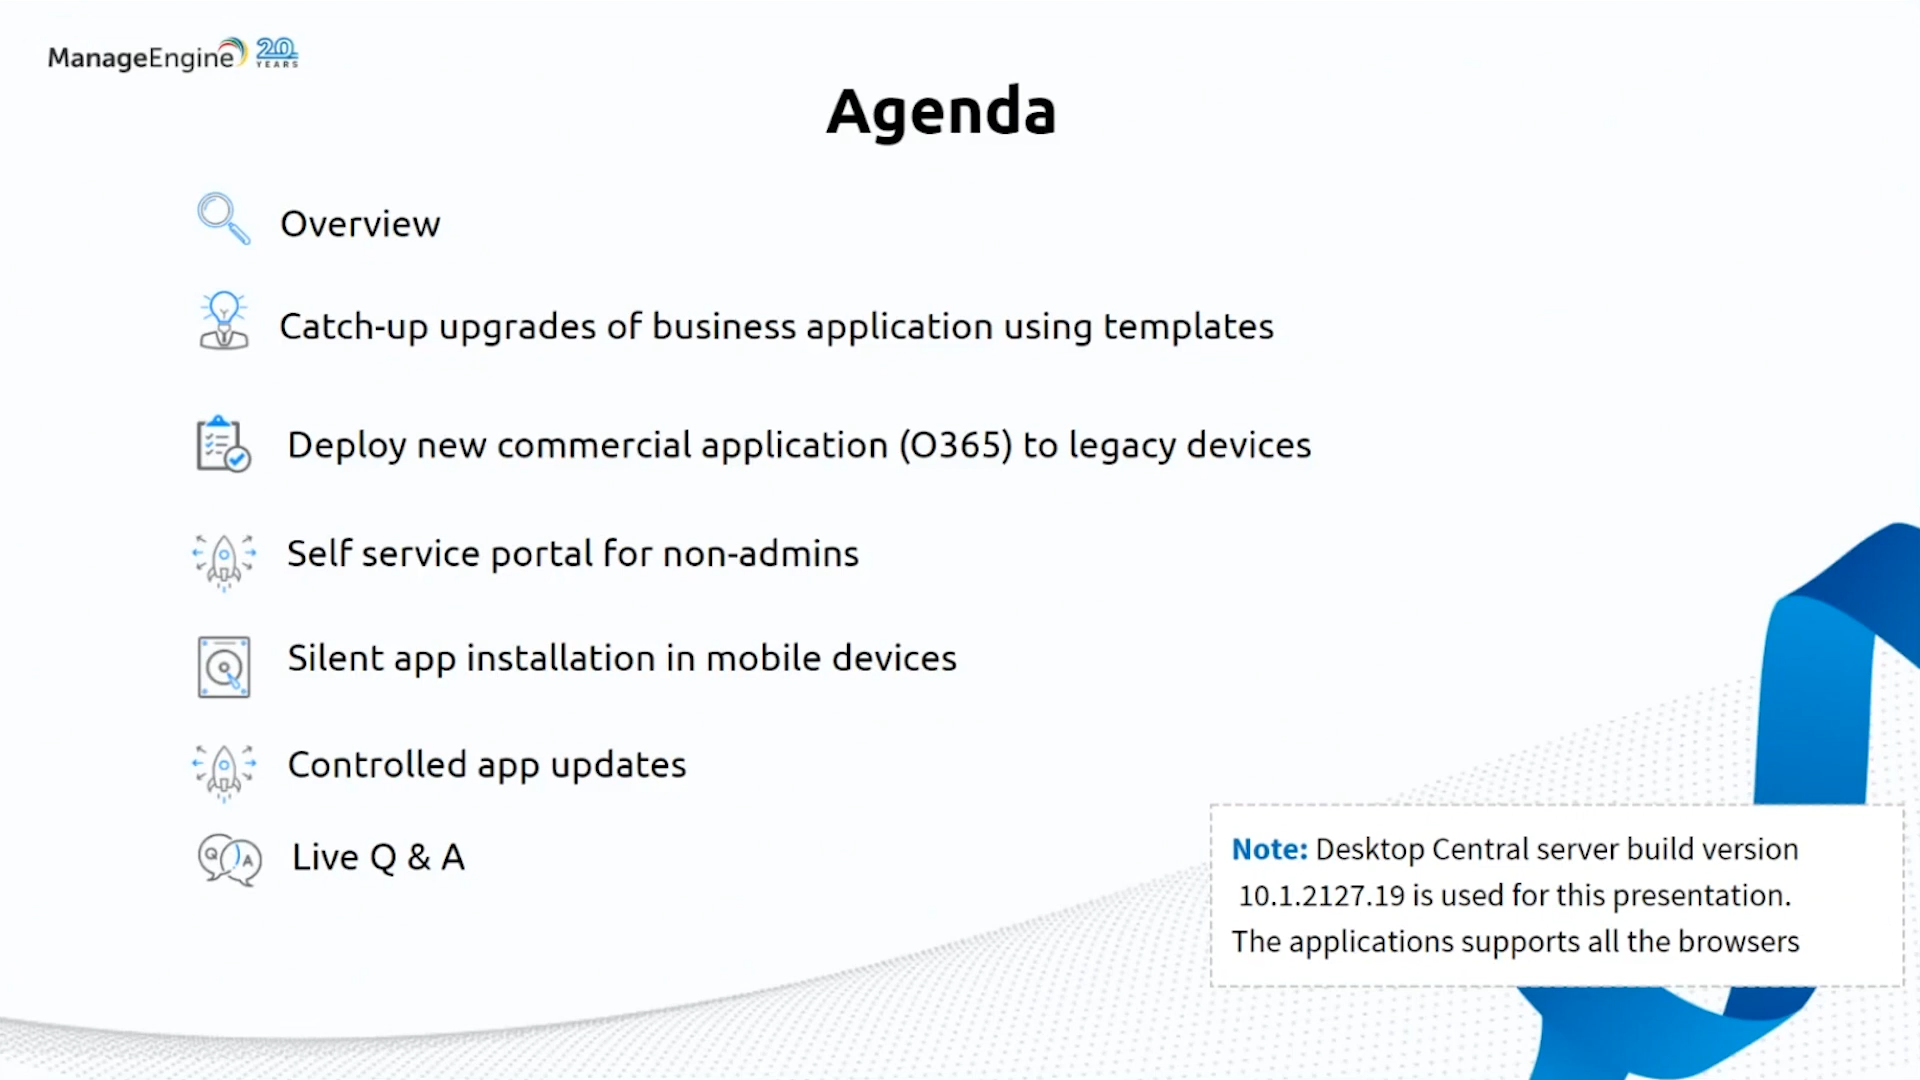 ManageEngine 20 YEARS
Agenda
Overview
Catch-up upgrades of business application using templates
Deploy new commercial application (O365) to legacy devices
Self service portal for non-admins
Silent app installation in mobile devices
Controlled app updates
Q A
Live Q & A
Note: Desktop Central server build version
10.1.2127.19 is used for this presentation.
The applications supports all the browsers